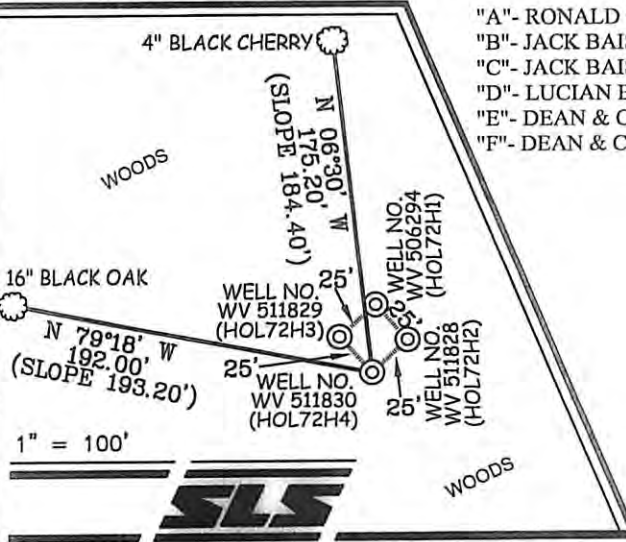 "A"- RONALD
"B"- JACK
"C"- JACK
"D"- LUCIAN
"E"- DEAN &
"F"- DEAN &
4" BLACK CHERRY
N 06°30' W
175.20'
(SLOPE 184.40')
WOODS
16" BLACK OAK
N 79°18' W
192.00'
(SLOPE 193.20')
WELL NO.
WV 506294
(HOL72H1)
25'
WELL NO.
WV 511829
(HOL72H3)
25'
25'
WELL NO.
WV 511830
(HOL72H4)
25'
WELL NO.
WV 511828
(HOL72H2)
1" = 100'
SLS
WOODS